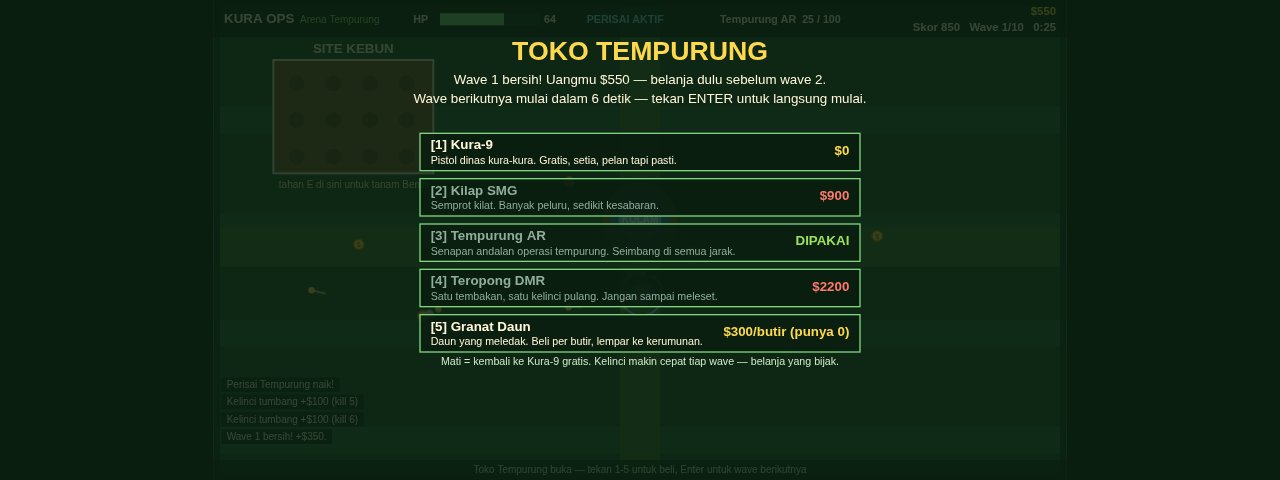 KURA OPS Arena Tempurung HP 64 PERISAI AKTIF Tempurung AR 25 / 100 $550
Skor 850 Wave 1/10 0:25
SITE KEBUN
TOKO TEMPURUNG
Wave 1 bersih! Uangmu $550 — belanja dulu sebelum wave 2.
Wave berikutnya mulai dalam 6 detik — tekan ENTER untuk langsung mulai.
[1] Kura-9 $0
Pistol dinas kura-kura. Gratis, setia, pelan tapi pasti.
tahan E di sini untuk tanam
[2] Kilap SMG $900
Semprot kilat. Banyak peluru, sedikit kesabaran.
[3] Tempurung AR DIPAKAI
Senapan andalan operasi tempurung. Seimbang di semua jarak.
[4] Teropong DMR $2200
Satu tembakan, satu kelinci pulang. Jangan sampai meleset.
[5] Granat Daun $300/butir (punya 0)
Daun yang meledak. Beli per butir, lempar ke kerumunan.
Mati = kembali ke Kura-9 gratis. Kelinci makin cepat tiap wave — belanja yang bijak.
Perisai Tempurung naik!
Kelinci tumbang +$100 (kill 5)
Kelinci tumbang +$100 (kill 6)
Wave 1 bersih! +$350.
Toko Tempurung buka — tekan 1-5 untuk beli, Enter untuk wave berikutnya